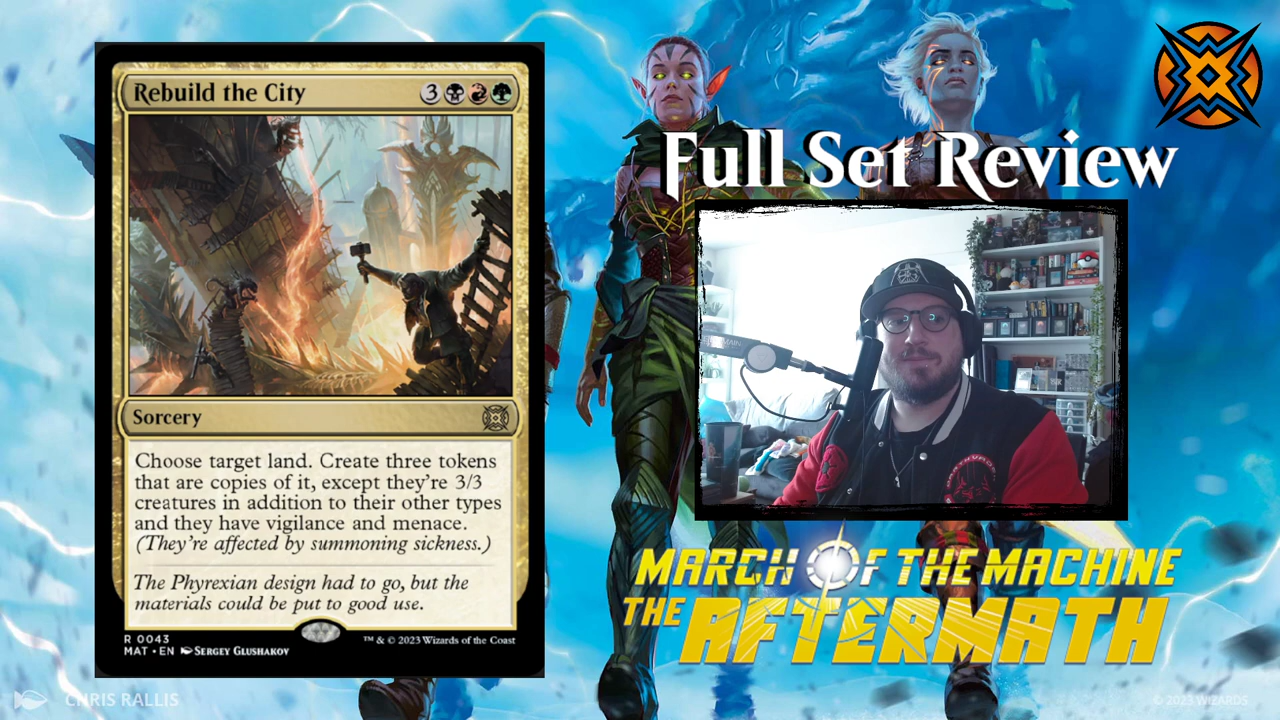 Rebuild the City 3
Sorcery
Choose target land. Create three tokens
that are copies of it, except they're 3/3
creatures in addition to their other types
and they have vigilance and menace.
(They're affected by summoning sickness.)
The Phyrexian design had to go, but the
materials could be put to good use.
R 0043
MAT • EN SERGEY GLUSHAKOV
™ & © 2023 Wizards of the Coast
Full Set Review
MARCH OF THE MACHINE
THE AFTERMATH
CHRIS RALLIS
© 2023 WIZARDS